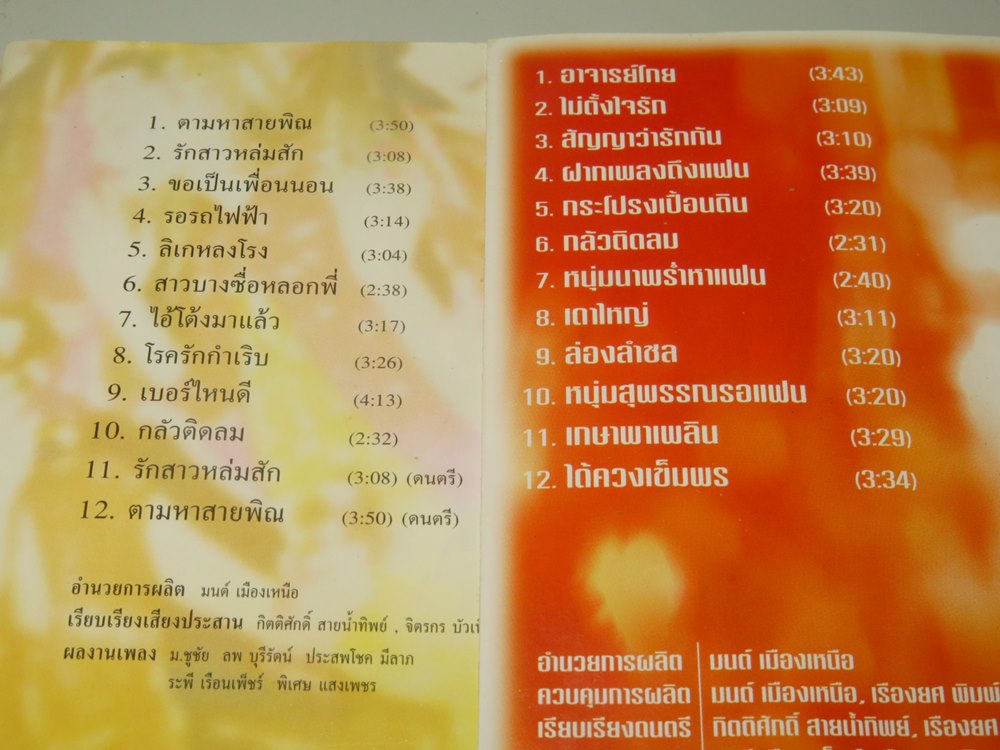 1. ตามหาสายพิณ (3:50)
2. รักสาวหล่มสัก (3:08)
3. ขอเป็นเพื่อนนอน (3:38)
4. รอรถไฟฟ้า (3:14)
5. ลิเกหลงโรง (3:04)
6. สาวบางซื่อหลอกพี่ (2:38)
7. ไอ้โต้งมาแล้ว (3:17)
8. โรครักกำเริบ (3:26)
9. เบอร์ไหนดี (4:13)
10. กลัวติดลม (2:32)
11. รักสาวหล่มสัก (3:08) (ดนตรี)
12. ตามหาสายพิณ (3:50) (ดนตรี)
อำนวยการผลิต มนต์ เมืองเหนือ
เรียบเรียงเสียงประสาน กิตติศักดิ์ สายน้ำทิพย์ , จิตรกร
ผลงานเพลง ม.ชูชัย ลพ บุรีรัตน์ ประสพโชค มีลาภ
ระพี เรือนเพ็ชร์ พิเศษ แสงเพชร
1. อาจารย์โกย (3:43)
2. ไม่ตั้งใจรัก (3:09)
3. สัญญาว่ารักกัน (3:10)
4. ฝากเพลงถึงแฟน (3:39)
5. กระโปรงเปื้อนดิน (3:20)
6. กลัวติดลม (2:31)
7. หนุ่มนาพร่ำหาแฟน (2:40)
8. เตาใหญ่ (3:11)
9. ล่องลำชล (3:20)
10. หนุ่มสุพรรณรอแฟน (3:20)
11. เกษาพาเพลิน (3:29)
12. ไต้ควงเข็มพร (3:34)
อำนวยการผลิต มนต์ เมืองเหนือ
ควบคุมการผลิต มนต์ เมืองเหนือ, เรืองยศ
เรียบเรียงดนตรี กิตติศักดิ์ สายน้ำทิพย์, เรืองยศ